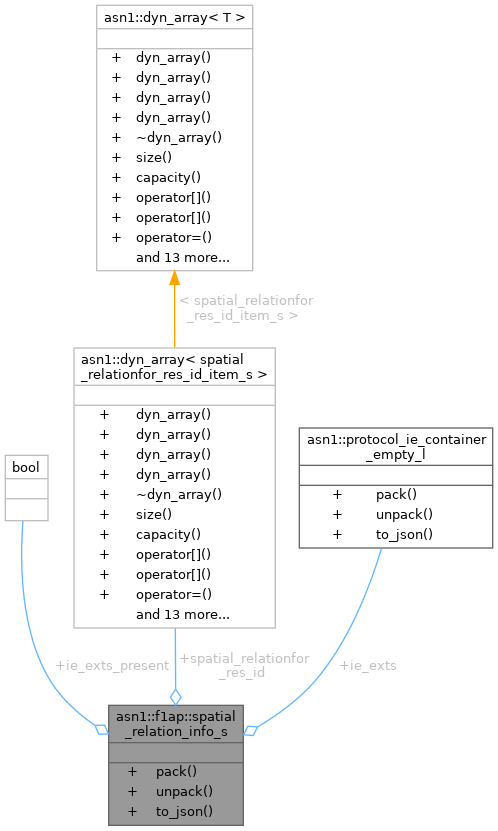 asn1::dyn_array< T >
+ dyn_array()
+ dyn_array()
+ dyn_array()
+ dyn_array()
+ ~dyn_array()
+ size()
+ capacity()
+ operator[]()
+ operator[]()
+ operator=()
and 13 more...
< spatial_relationfor
_res_id_item_s >
asn1::dyn_array< spatial
_relationfor_res_id_item_s >
+ dyn_array()
+ dyn_array()
+ dyn_array()
+ dyn_array()
+ ~dyn_array()
+ size()
+ capacity()
+ operator[]()
+ operator[]()
+ operator=()
and 13 more...
bool
asn1::protocol_ie_container
_empty_l
+ pack()
+ unpack()
+ to_json()
+ie_exts_present
+spatial_relationfor
_res_id
+ie_exts
asn1::f1ap::spatial
_relation_info_s
+ pack()
+ unpack()
+ to_json()